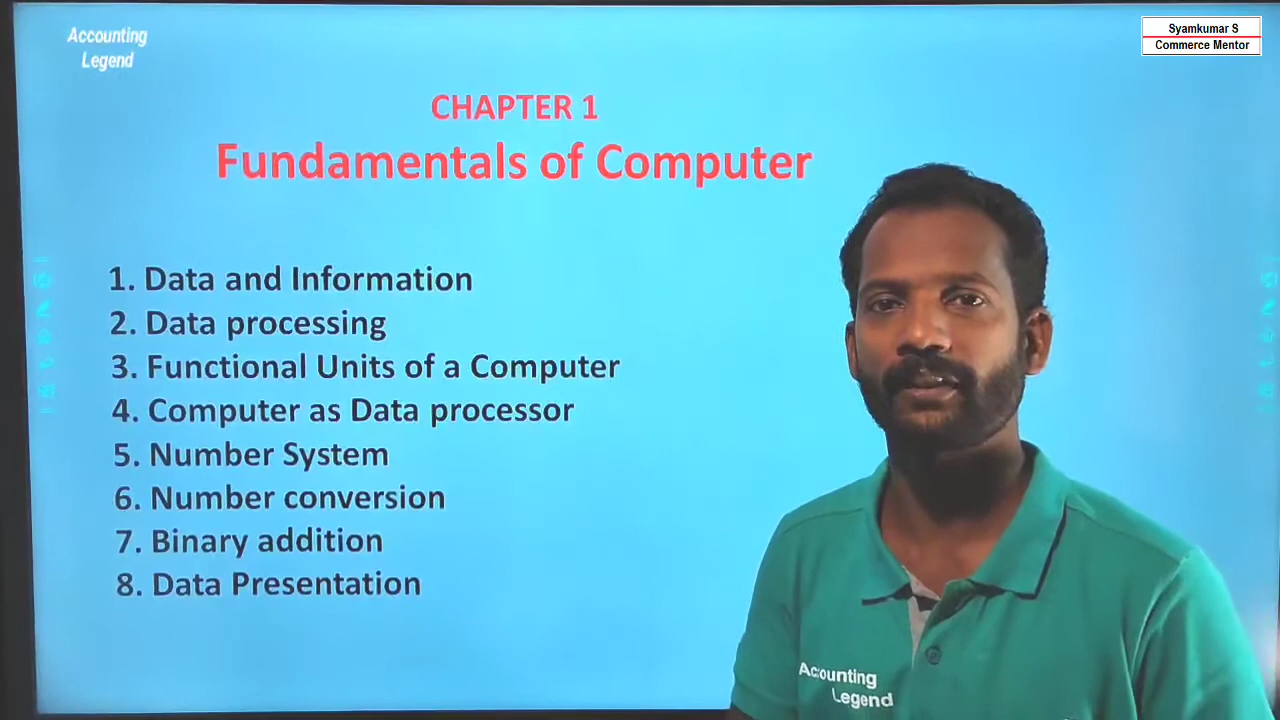 Accounting
Legend
Syamkumar S
Commerce Mentor
CHAPTER 1
Fundamentals of Computer
1. Data and Information
2. Data processing
3. Functional Units of a Computer
4. Computer as Data processor
5. Number System
6. Number conversion
7. Binary addition
8. Data Presentation
Accounting
Legend